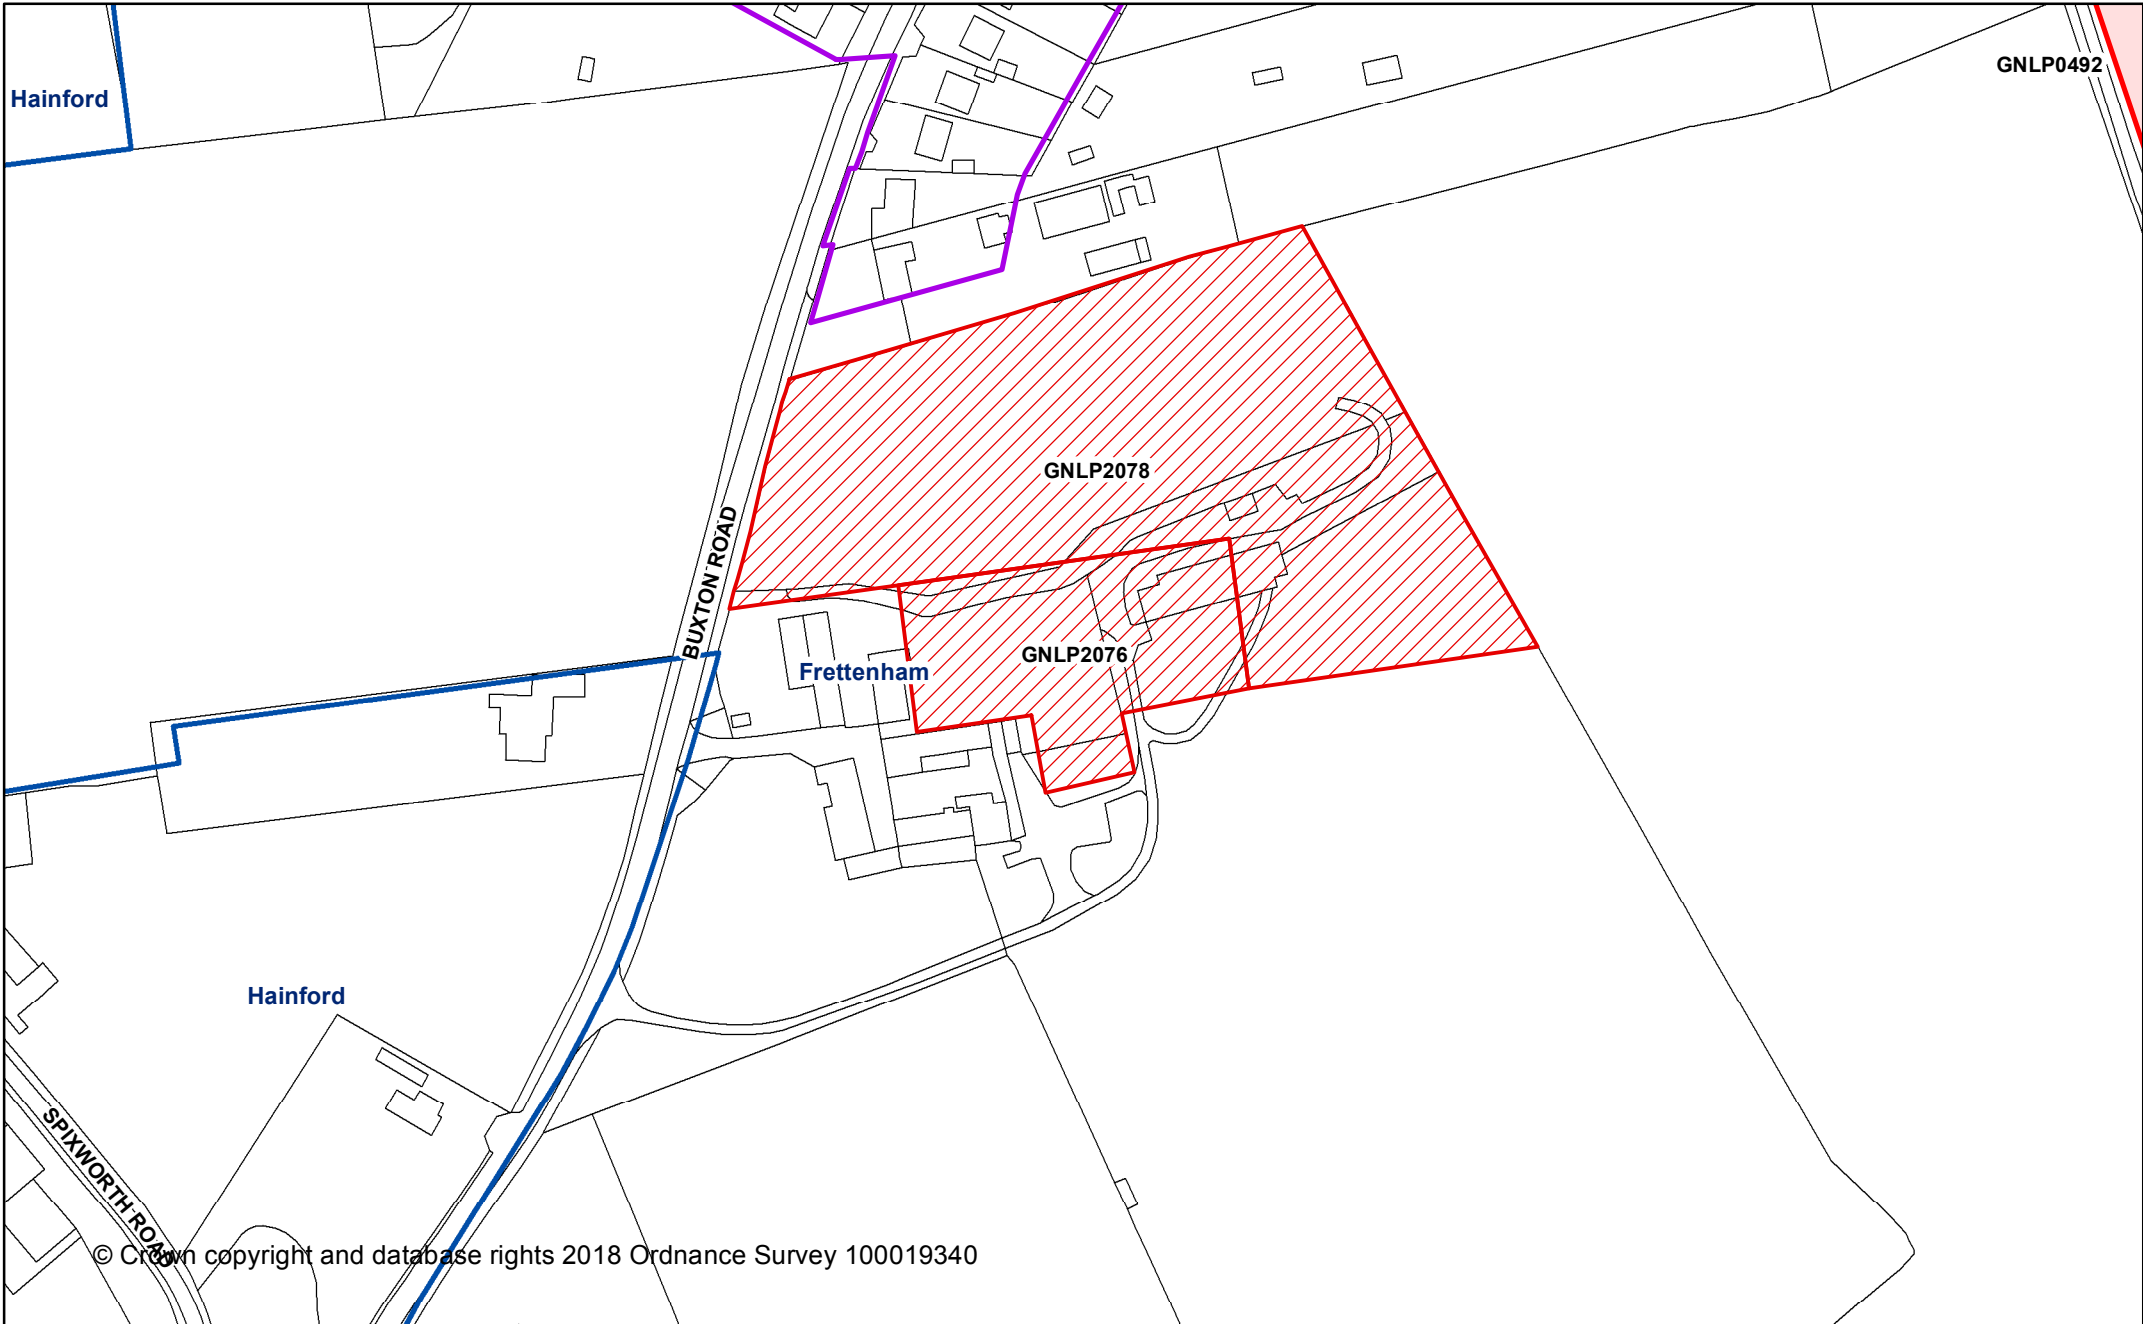 GNLP0492
Hainford
GNLP2078
BUXTON ROAD
GNLP2076
Frettenham
Hainford
SPIXWORTH ROAD
© Crown copyright and database rights 2018 Ordnance Survey 100019340